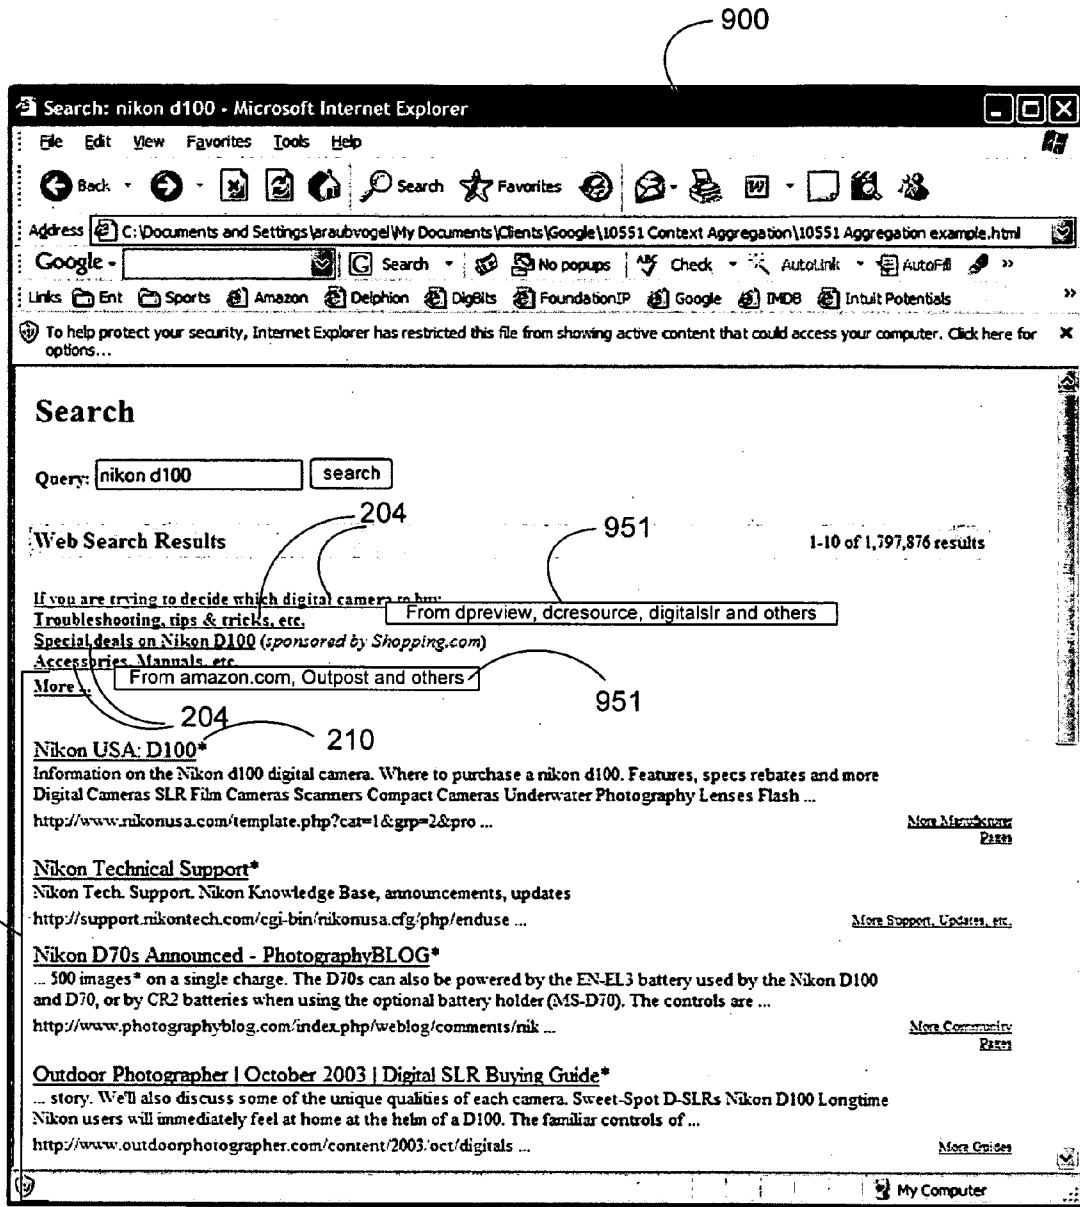 900
Search: nikon d100 - Microsoft Internet Explorer
File Edit View Favorites Tools Help
Back Search Favorites
Address C:\Documents and Settings\araubvogel\My Documents\Clients\Google\10551 Context Aggregation\10551 Aggregation example.html
Google - G Search No popups ABC Check AutoLink AutoFill »
Links Ent Sports Amazon Delphion DigBits FoundationIP Google IMDB Intuit Potentials »
To help protect your security, Internet Explorer has restricted this file from showing active content that could access your computer. Click here for
options...
Search
Query: nikon d100 search
204
951
Web Search Results 1-10 of 1,797,876 results
If you are trying to decide which digital camera to buy:
From dpreview, dcresource, digitalslr and others
Troubleshooting, tips & tricks, etc.
Special deals on Nikon D100 (sponsored by Shopping.com)
Accessories, Manuals, etc.
From amazon.com, Outpost and others
More ...
951
204
210
Nikon USA: D100*
Information on the Nikon d100 digital camera. Where to purchase a nikon d100. Features, specs rebates and more
Digital Cameras SLR Film Cameras Scanners Compact Cameras Underwater Photography Lenses Flash ...
http://www.nikonusa.com/template.php?cat=1&grp=2&pro ... More Manufacturer
Pages
Nikon Technical Support*
Nikon Tech. Support. Nikon Knowledge Base, announcements, updates
http://support.nikontech.com/cgi-bin/nikonusa.cfg/php/enduse ... More Support, Updates, etc.
Nikon D70s Announced - PhotographyBLOG*
... 500 images* on a single charge. The D70s can also be powered by the EN-EL3 battery used by the Nikon D100
and D70, or by CR2 batteries when using the optional battery holder (MS-D70). The controls are ...
http://www.photographyblog.com/index.php/weblog/comments/nik ... More Community
Pages
Outdoor Photographer | October 2003 | Digital SLR Buying Guide*
... story. We'll also discuss some of the unique qualities of each camera. Sweet-Spot D-SLRs Nikon D100 Longtime
Nikon users will immediately feel at home at the helm of a D100. The familiar controls of ...
http://www.outdoorphotographer.com/content/2003/oct/digitals ... More Guides
My Computer